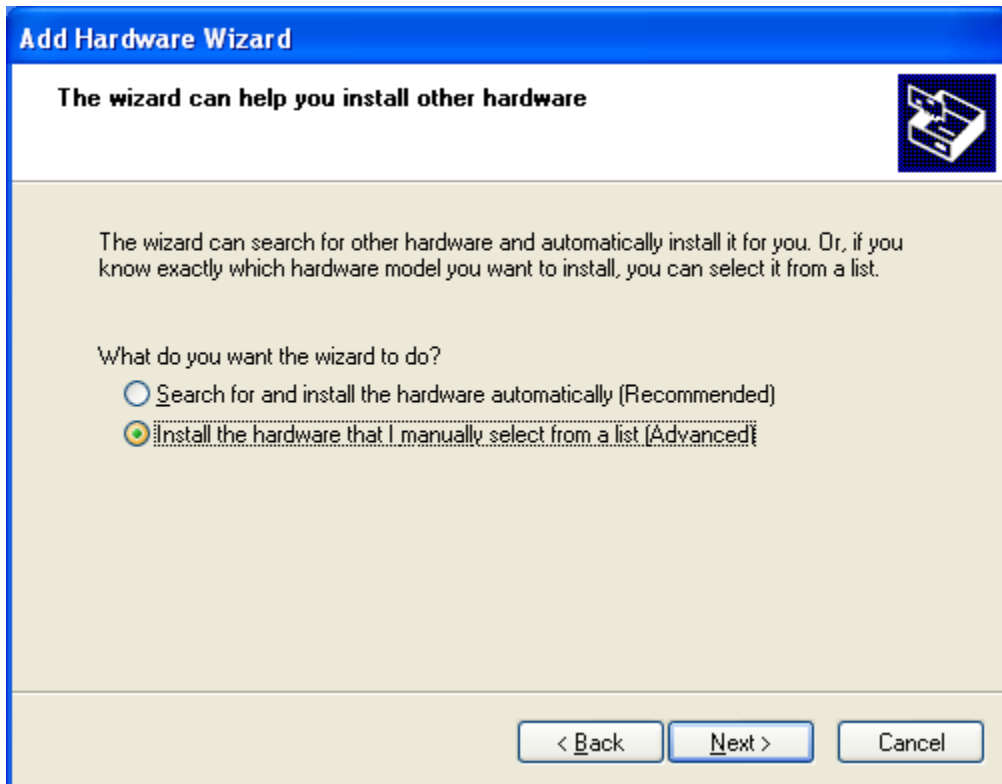 Add Hardware Wizard
The wizard can help you install other hardware
The wizard can search for other hardware and automatically install it for you. Or, if you
know exactly which hardware model you want to install, you can select it from a list.
What do you want the wizard to do?
Search for and install the hardware automatically (Recommended)
Install the hardware that I manually select from a list (Advanced)
< Back Next > Cancel